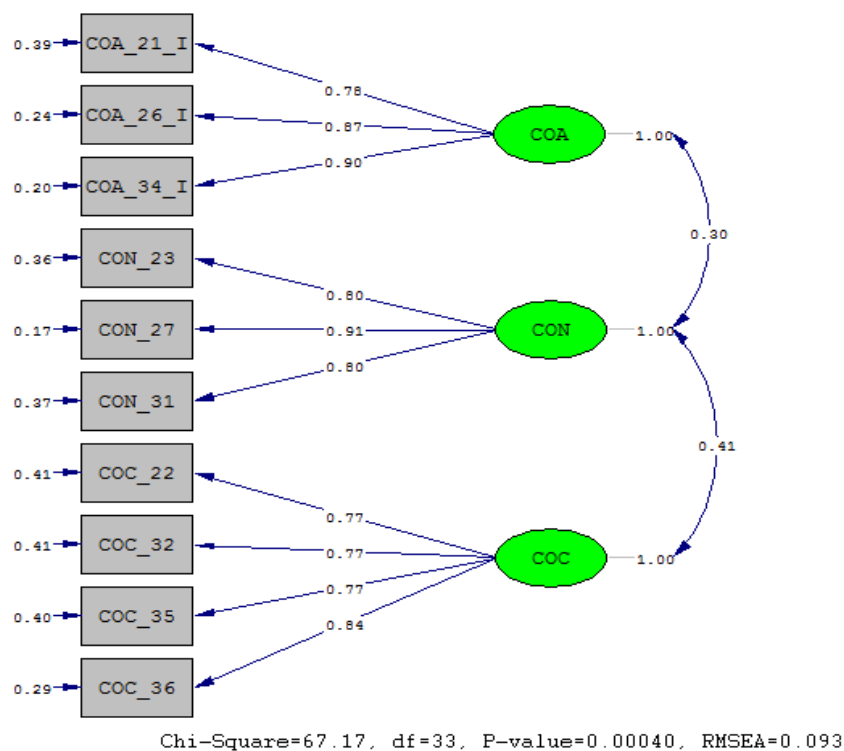 0.39 COA_21_I
0.78
0.24 COA_26_I
0.87
COA
1.00
0.90
0.20 COA_34_I
0.30
0.36 CON_23
0.80
0.17 CON_27
0.91
CON
1.00
0.80
0.37 CON_31
0.41
0.41 COC_22
0.77
0.41 COC_32
0.77
COC
1.00
0.77
0.40 COC_35
0.84
0.29 COC_36
Chi-Square=67.17, df=33, P-value=0.00040, RMSEA=0.093